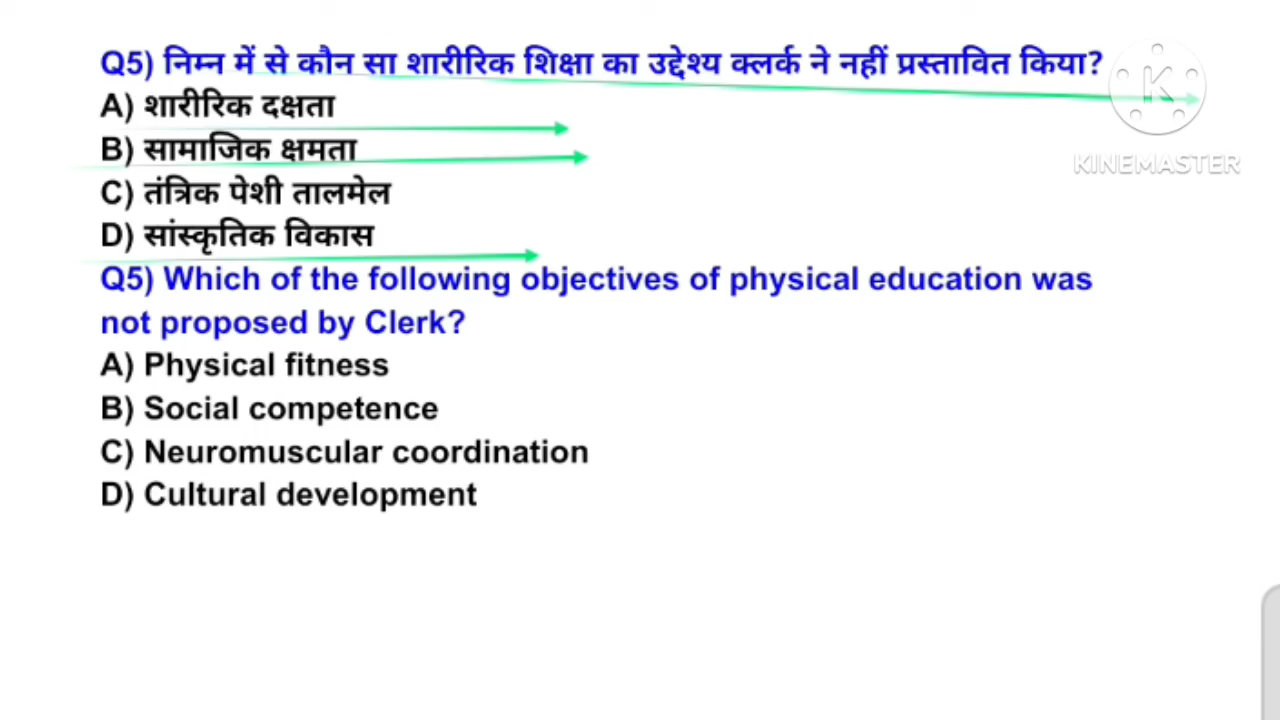 Q5) निम्न में से कौन सा शारीरिक शिक्षा का उद्देश्य क्लर्क ने नहीं प्रस्तावित किया?
A) शारीरिक दक्षता
B) सामाजिक क्षमता
C) तंत्रिक पेशी तालमेल
D) सांस्कृतिक विकास
Q5) Which of the following objectives of physical education was
not proposed by Clerk?
A) Physical fitness
B) Social competence
C) Neuromuscular coordination
D) Cultural development
K
KINEMASTER